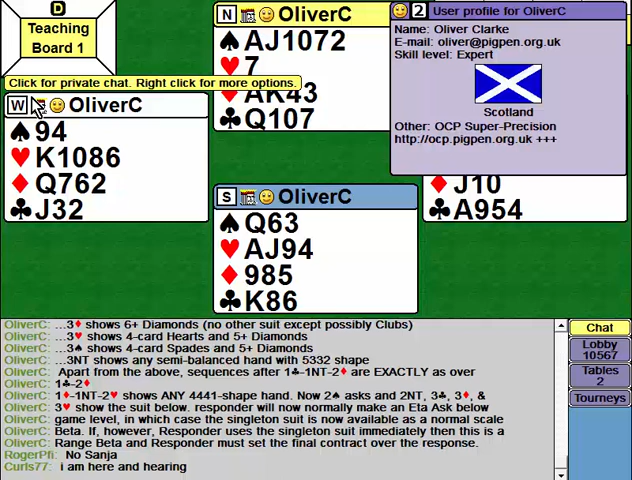 D
Teaching
Board 1
N OliverC
♠ AJ1072
♥ 7
♦ AK43
♣ Q107
2 User profile for OliverC
Name: Oliver Clarke
E-mail: oliver@pigpen.org.uk
Skill level: Expert
Scotland
Other: OCP Super-Precision
http://ocp.pigpen.org.uk +++
Click for private chat. Right click for more options.
W OliverC
♠ 94
♥ K1086
♦ Q762
♣ J32
♦ J10
♣ A954
S OliverC
♠ Q63
♥ AJ94
♦ 985
♣ K86
OliverC: ...3♦ shows 6+ Diamonds (no other suit except possibly Clubs)
OliverC: ...3♥ shows 4-card Hearts and 5+ Diamonds
OliverC: ...3♠ shows 4-card Spades and 5+ Diamonds
OliverC: ...3NT shows any semi-balanced hand with 5332 shape
OliverC: Apart from the above, sequences after 1♣-1NT-2♦ are EXACTLY as over
OliverC: 1♣-2♦
OliverC: 1♦-1NT-2♥ shows ANY 4441-shape hand. Now 2♠ asks and 2NT, 3♣, 3♦, &
OliverC: 3♥ show the suit below. responder will now normally make an Eta Ask below
OliverC: game level, in which case the singleton suit is now available as a normal scale
OliverC: Beta. If, however, Responder uses the singleton suit immediately then this is a
OliverC: Range Beta and Responder must set the final contract over the response.
RogerPfi: No Sanja
Curls77: i am here and hearing
Chat
Lobby
10567
Tables
2
Tourneys